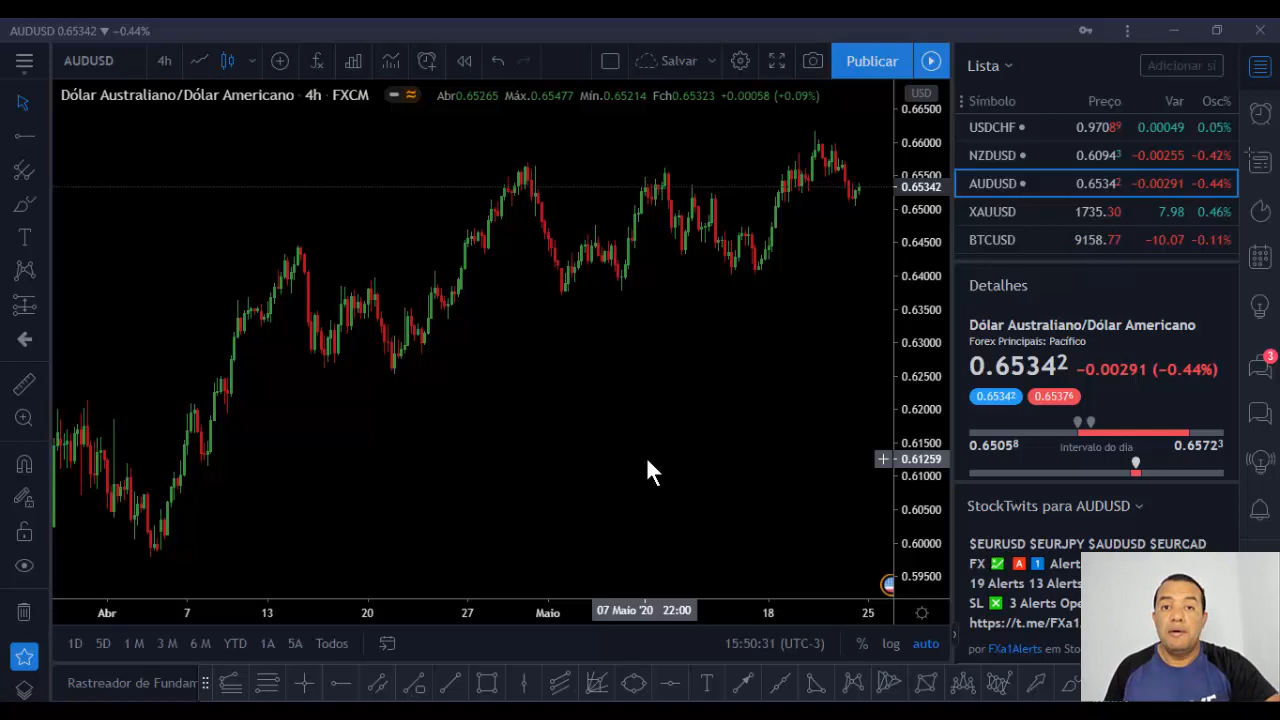 AUDUSD 0.65342 ▼ −0.44%
AUDUSD 4h Salvar Publicar
Dólar Australiano/Dólar Americano · 4h · FXCM Abr0.65265 Máx.0.65477 Mín.0.65214 Fch0.65323 +0.00058 (+0.09%)
USD
0.66500
0.66000
0.65500
0.65342
0.65000
0.64500
0.64000
0.63500
0.63000
0.62500
0.62000
0.61500
0.61259
0.61000
0.60500
0.60000
0.59500
Abr 7 13 20 27 Maio 07 Maio '20 22:00 18 25
1D 5D 1 M 3 M 6 M YTD 1A 5A Todos 15:50:31 (UTC-3) % log auto
Rastreador de Fundam
Lista Adicionar sí
Símbolo Preço Var Osc%
USDCHF 0.9708⁹ 0.00049 0.05%
NZDUSD 0.6094³ −0.00255 −0.42%
AUDUSD 0.6534² −0.00291 −0.44%
XAUUSD 1735.30 7.98 0.46%
BTCUSD 9158.77 −10.07 −0.11%
Detalhes
Dólar Australiano/Dólar Americano
Forex Principais: Pacífico
0.6534² −0.00291 (−0.44%)
0.6534² 0.6537⁶
0.6505⁸ Intervalo do dia 0.6572³
StockTwits para AUDUSD
$EURUSD $EURJPY $AUDUSD $EURCAD
FX A 1 Alerts
19 Alerts 13 Alerts
SL 3 Alerts Ope
https://t.me/FXa1
por FXa1Alerts em Sto
3